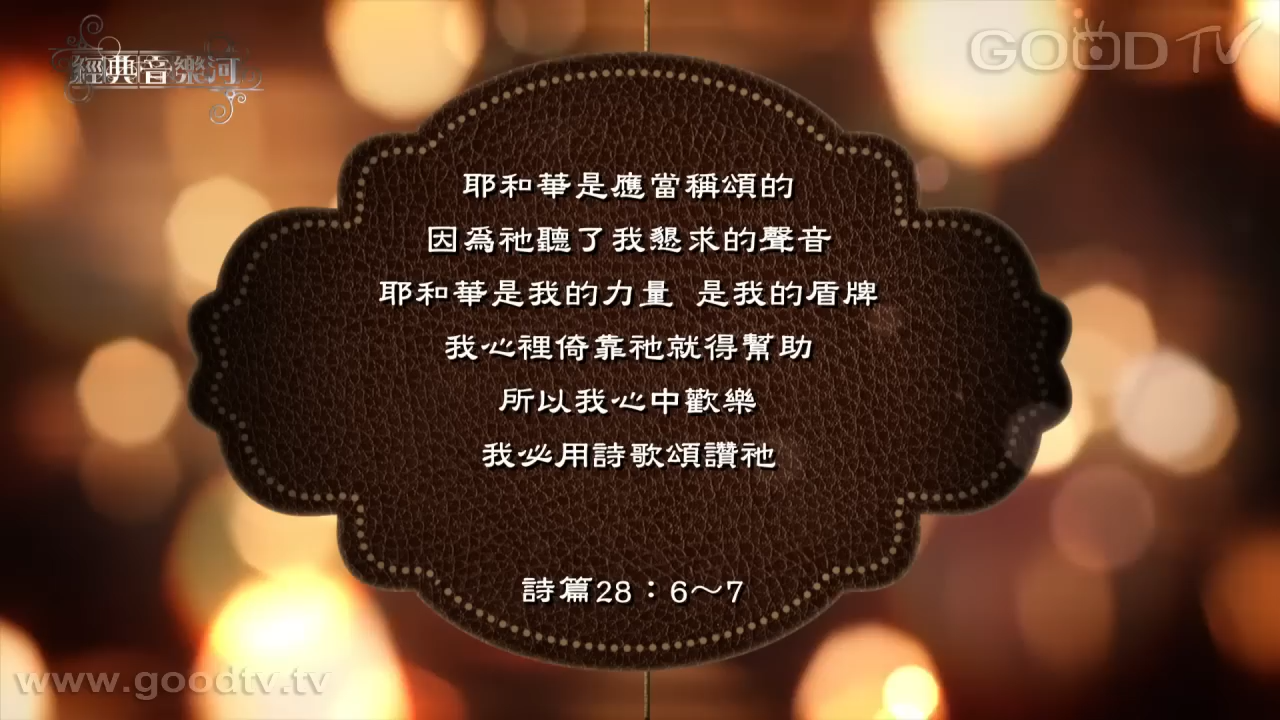 經典音樂河
GOOD TV
耶和華是應當稱頌的
因為祂聽了我懇求的聲音
耶和華是我的力量 是我的盾牌
我心裡倚靠祂就得幫助
所以我心中歡樂
我必用詩歌頌讚祂
詩篇28：6～7
www.goodtv.tv